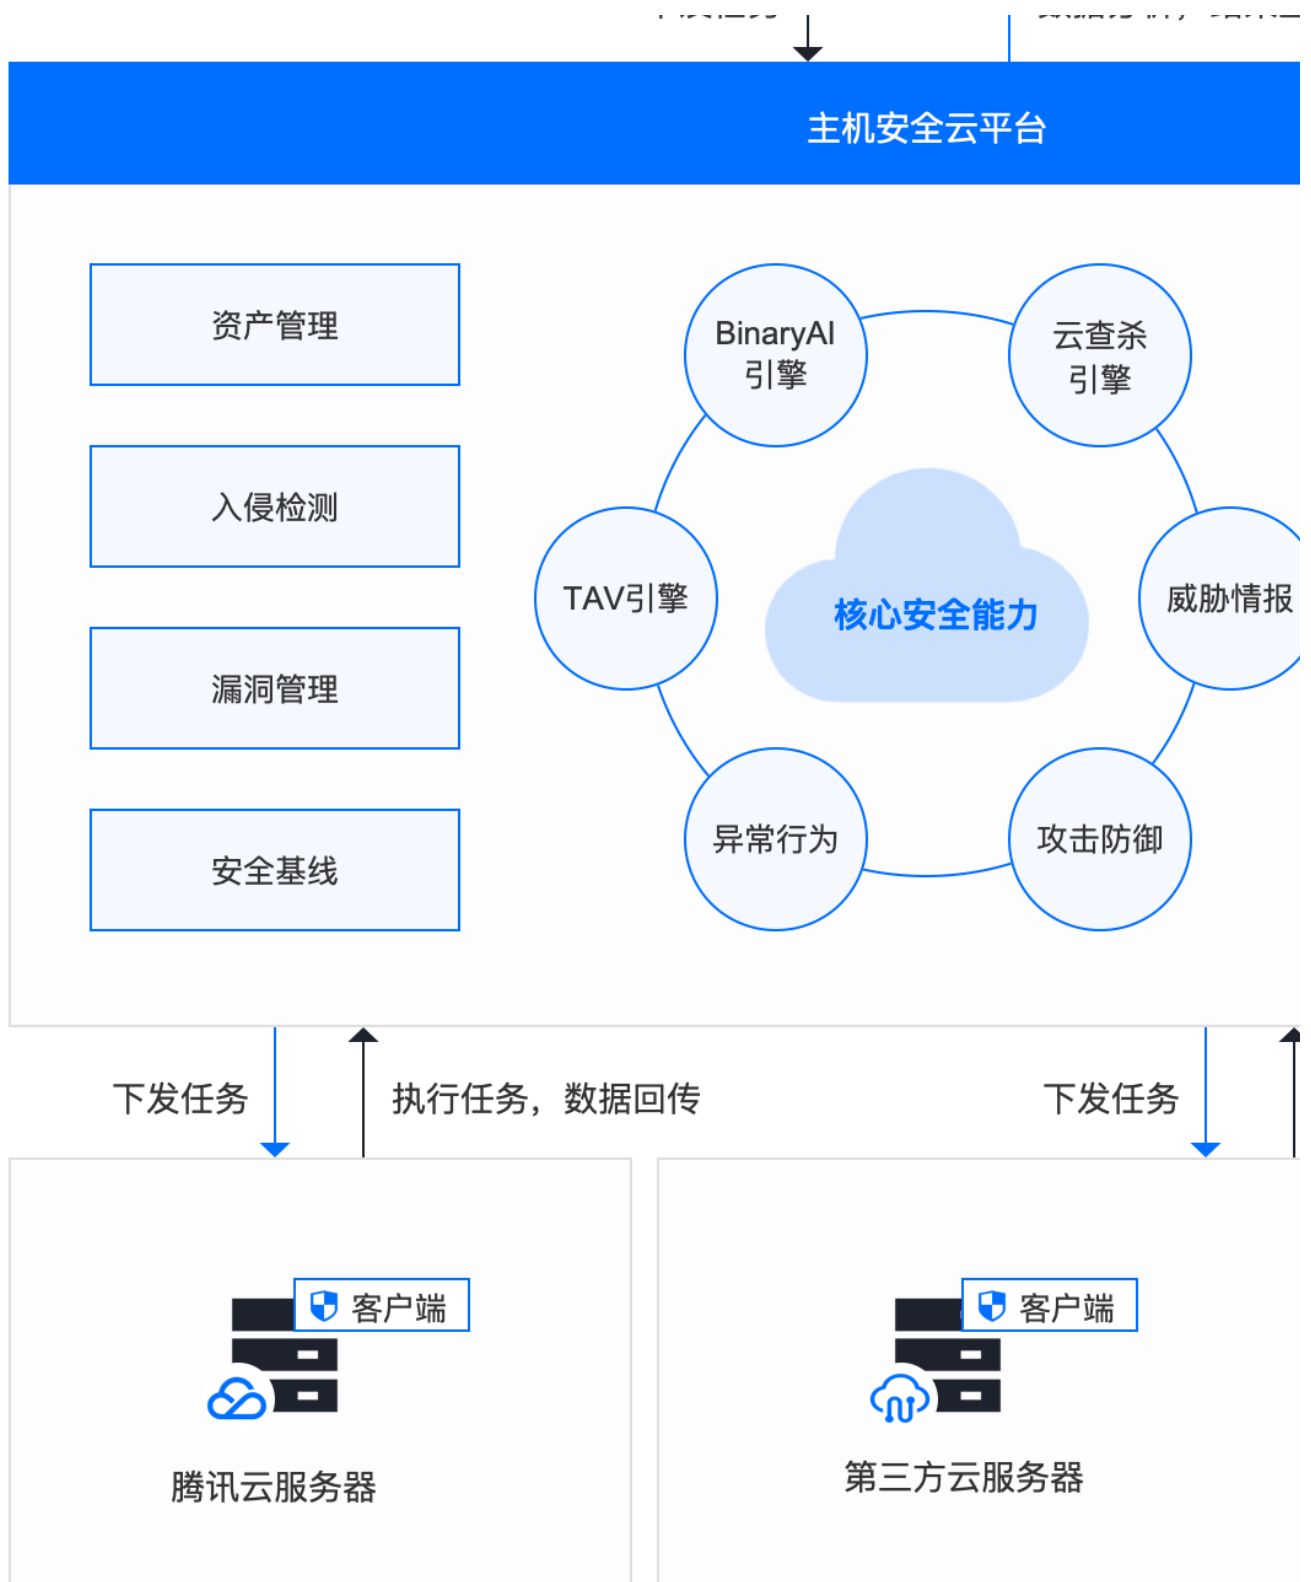 主机安全云平台
资产管理
入侵检测
漏洞管理
安全基线
BinaryAI
引擎
云查杀
引擎
TAV引擎
核心安全能力
威胁情报
异常行为
攻击防御
下发任务
执行任务，数据回传
下发任务
客户端
腾讯云服务器
客户端
第三方云服务器